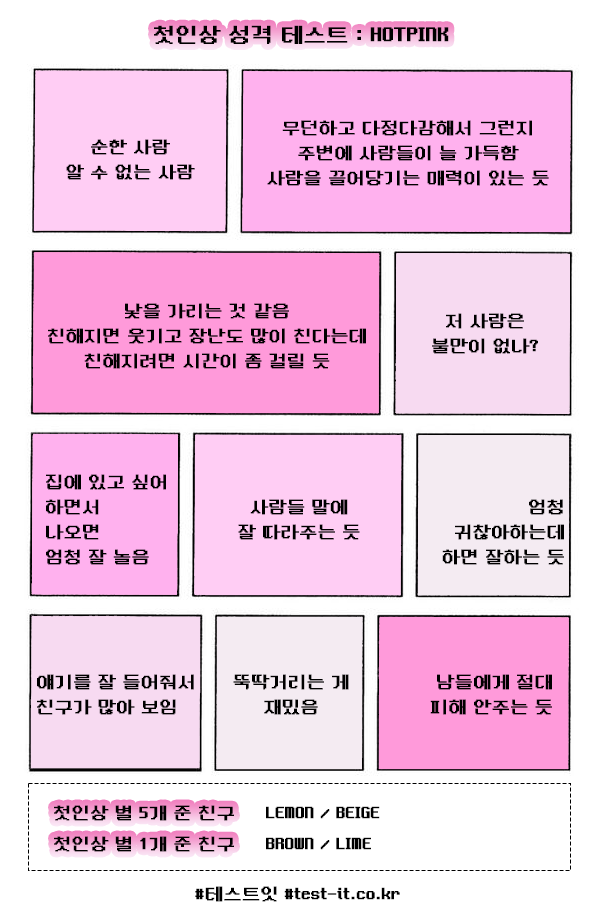 첫인상 성격 테스트 : HOTPINK
순한 사람
알 수 없는 사람
무던하고 다정다감해서 그런지
주변에 사람들이 늘 가득함
사람을 끌어당기는 매력이 있는 듯
낯을 가리는 것 같음
친해지면 웃기고 장난도 많이 친다는데
친해지려면 시간이 좀 걸릴 듯
저 사람은
불만이 없나?
집에 있고 싶어
하면서
나오면
엄청 잘 놀음
사람들 말에
잘 따라주는 듯
엄청
귀찮아하는데
하면 잘하는 듯
얘기를 잘 들어줘서
친구가 많아 보임
뚝딱거리는 게
재밌음
남들에게 절대
피해 안주는 듯
첫인상 별 5개 준 친구 LEMON / BEIGE
첫인상 별 1개 준 친구 BROWN / LIME
#테스트잇 #test-it.co.kr